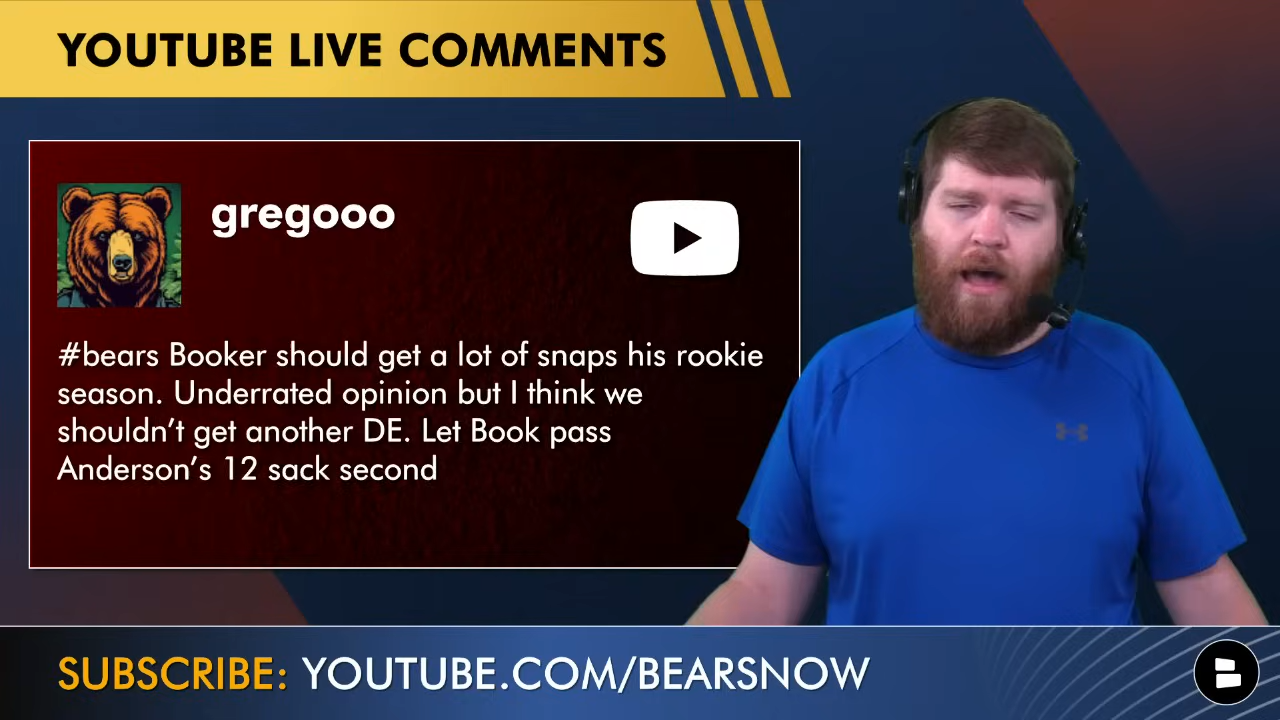 YOUTUBE LIVE COMMENTS
gregooo
#bears Booker should get a lot of snaps his rookie
season. Underrated opinion but I think we
shouldn't get another DE. Let Book pass
Anderson's 12 sack second
SUBSCRIBE: YOUTUBE.COM/BEARSNOW